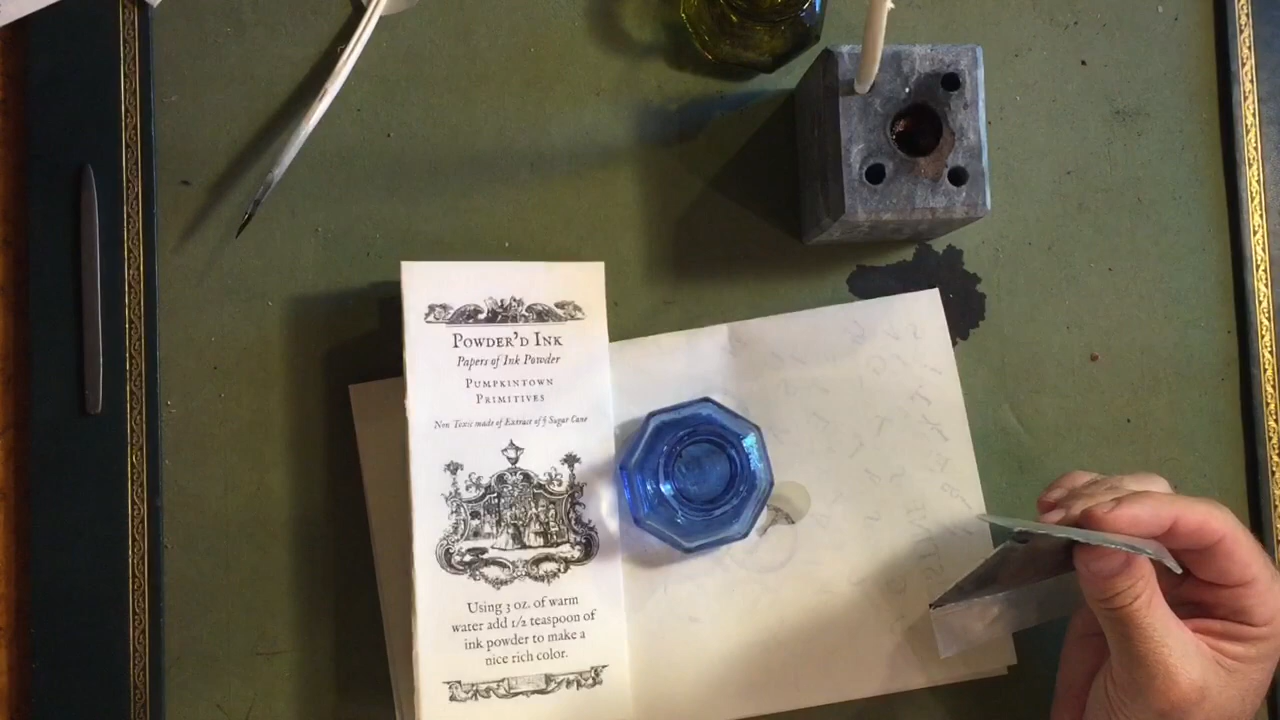 POWDER'D INK
Papers of Ink Powder
PUMPKINTOWN
PRIMITIVES
Non Toxic made of Extract of ẏ Sugar Cane
Using 3 oz. of warm
water add 1/2 teaspoon of
ink powder to make a
nice rich color.